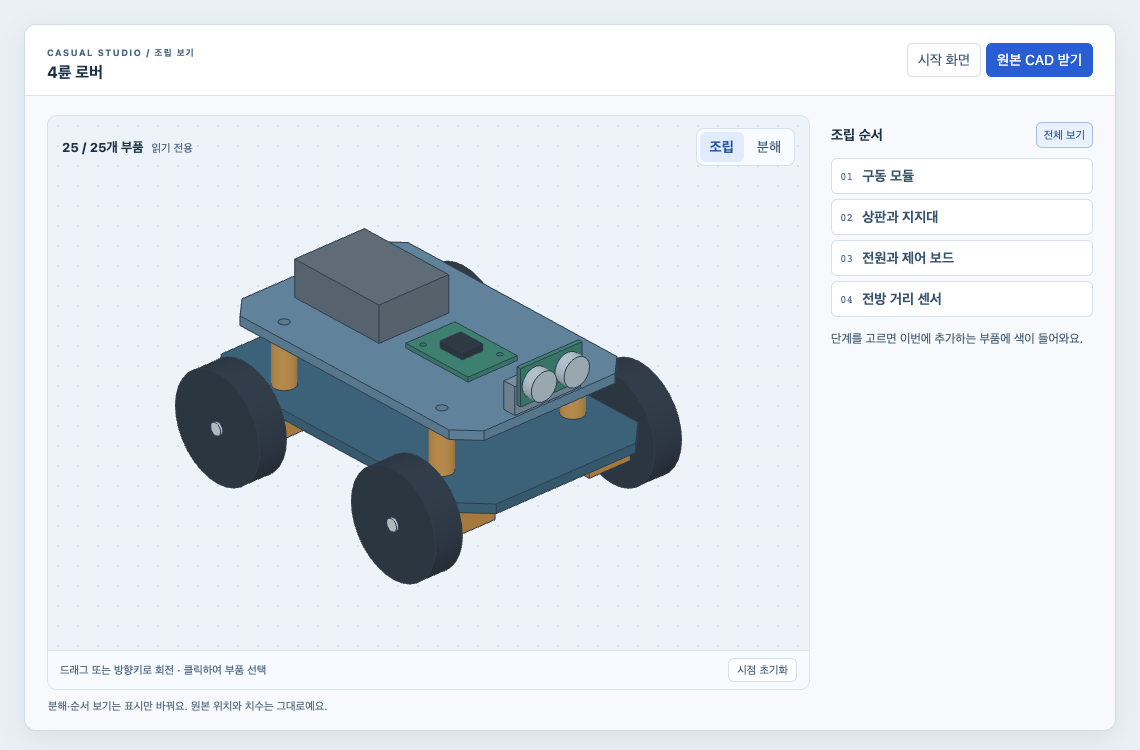 CASUAL STUDIO / 조립 보기
4륜 로버
시작 화면
원본 CAD 받기
25 / 25개 부품 읽기 전용
조립
분해
드래그 또는 방향키로 회전 · 클릭하여 부품 선택
시점 초기화
분해·순서 보기는 표시만 바꿔요. 원본 위치와 치수는 그대로예요.
조립 순서
전체 보기
01 구동 모듈
02 상판과 지지대
03 전원과 제어 보드
04 전방 거리 센서
단계를 고르면 이번에 추가하는 부품에 색이 들어와요.